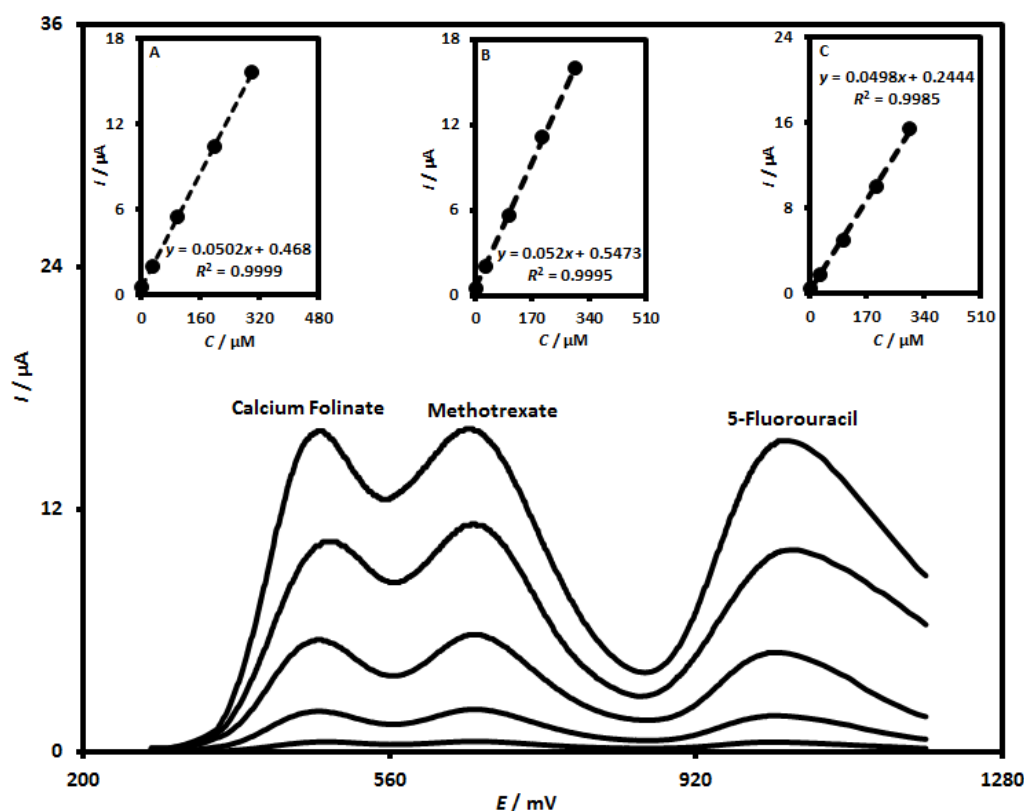 36
24
12
0
I / µA
200
560
920
1280
E / mV
A
18
12
6
0
I / µA
y = 0.0502x + 0.468
R² = 0.9999
0
160
320
480
C / µM
B
18
12
6
0
I / µA
y = 0.052x + 0.5473
R² = 0.9995
0
170
340
510
C / µM
C
24
16
8
0
I / µA
y = 0.0498x + 0.2444
R² = 0.9985
0
170
340
510
C / µM
Calcium Folinate
Methotrexate
5-Fluorouracil